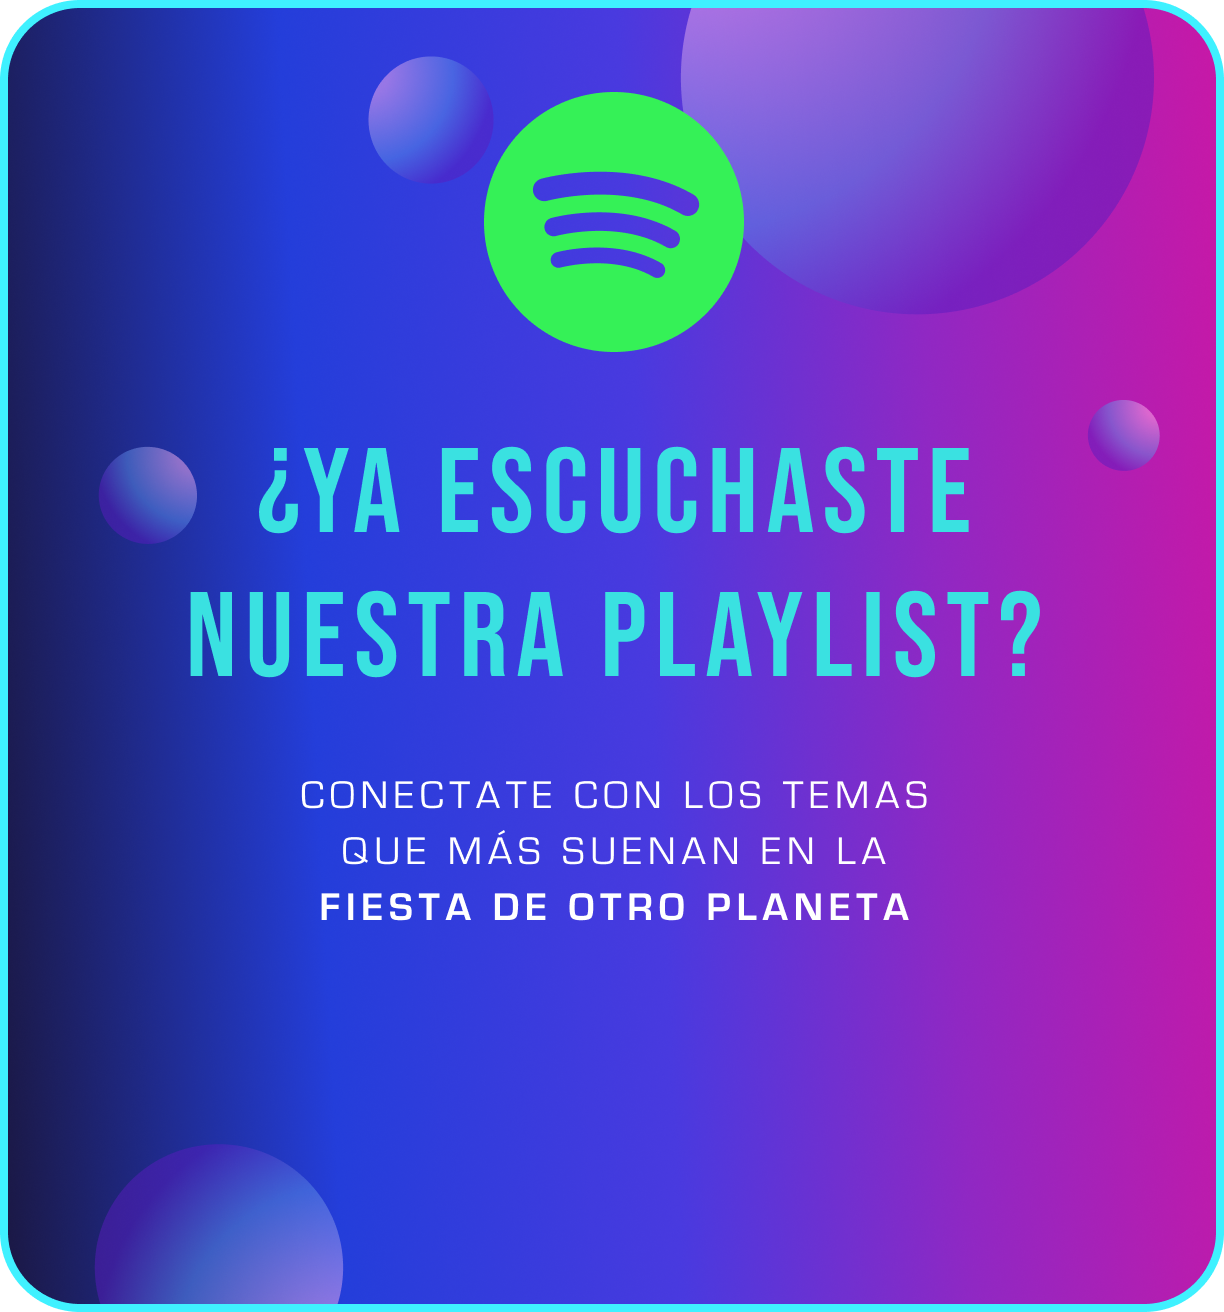 ¿YA ESCUCHASTE
NUESTRA PLAYLIST?
CONECTATE CON LOS TEMAS
QUE MÁS SUENAN EN LA
FIESTA DE OTRO PLANETA